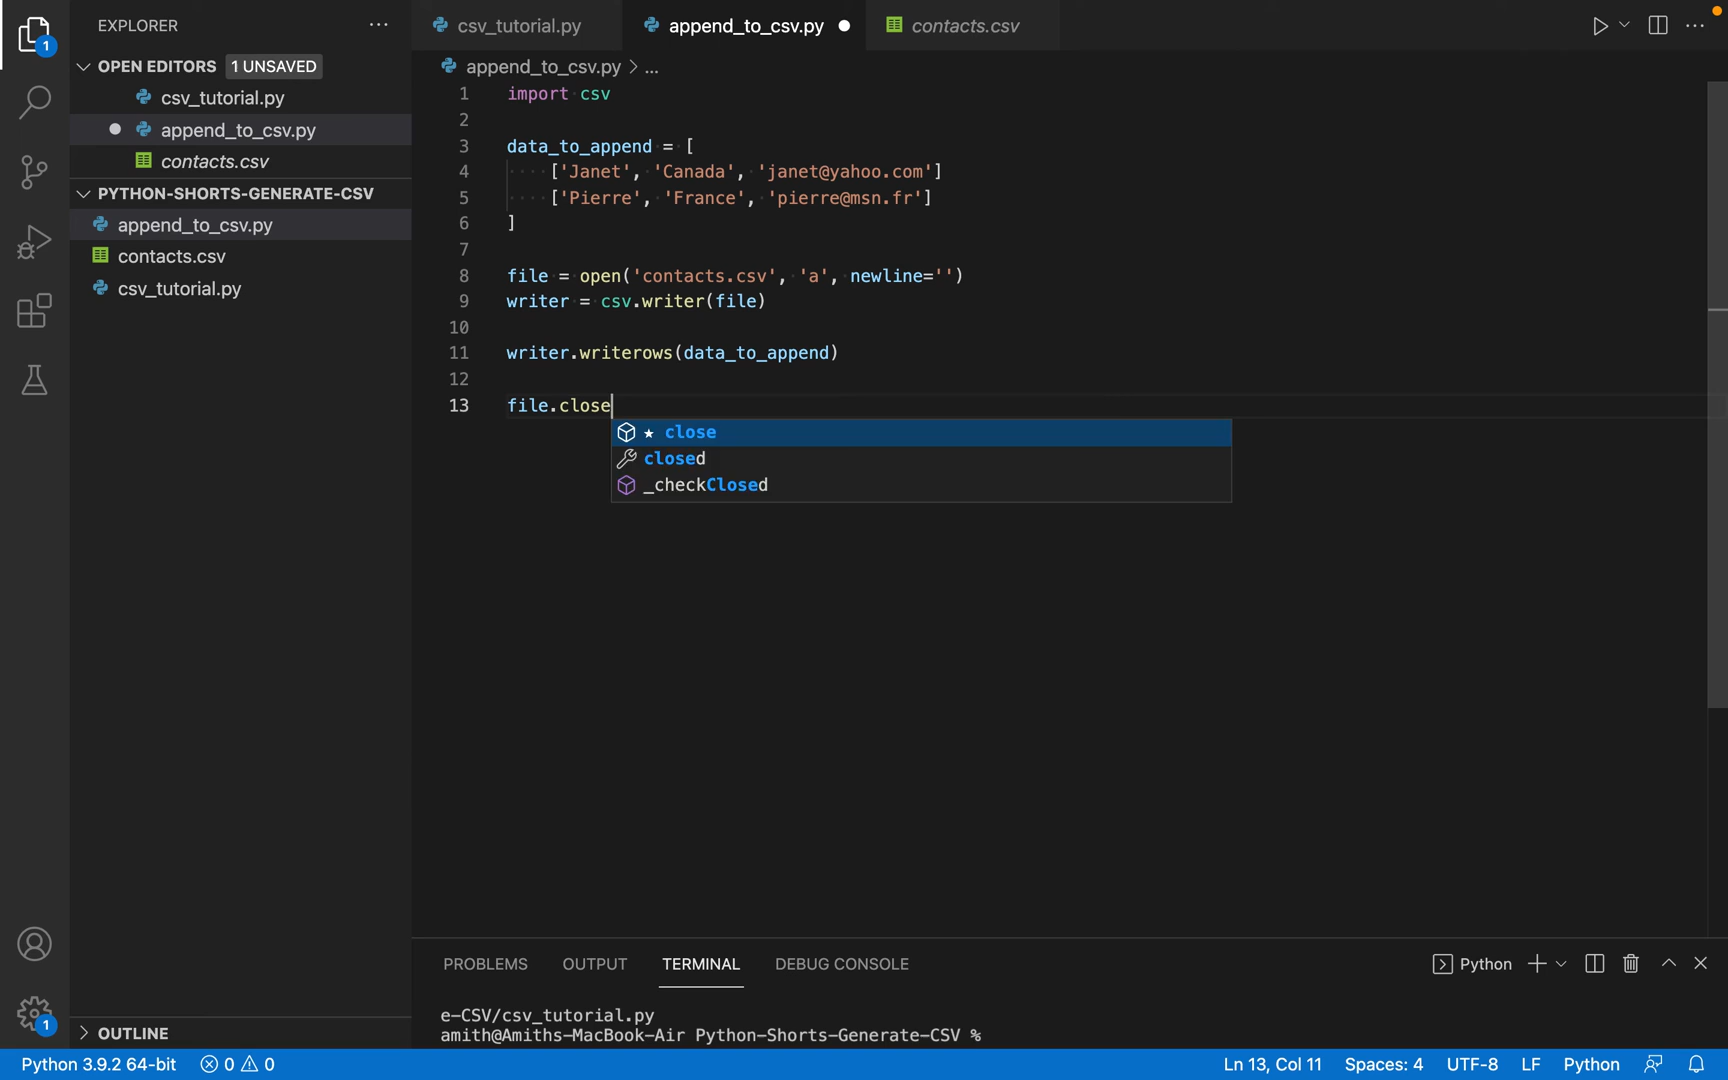 EXPLORER
OPEN EDITORS 1 UNSAVED
csv_tutorial.py
append_to_csv.py
contacts.csv
PYTHON-SHORTS-GENERATE-CSV
append_to_csv.py
contacts.csv
csv_tutorial.py
OUTLINE
1
1
csv_tutorial.py append_to_csv.py contacts.csv
append_to_csv.py > ...
1 import csv
2
3 data_to_append = [
4     ['Janet', 'Canada', 'janet@yahoo.com']
5     ['Pierre', 'France', 'pierre@msn.fr']
6 ]
7
8 file = open('contacts.csv', 'a', newline='')
9 writer = csv.writer(file)
10
11 writer.writerows(data_to_append)
12
13 file.close
★ close
closed
_checkClosed
PROBLEMS OUTPUT TERMINAL DEBUG CONSOLE Python
e-CSV/csv_tutorial.py
amith@Amiths-MacBook-Air Python-Shorts-Generate-CSV %
Python 3.9.2 64-bit 0 0 Ln 13, Col 11 Spaces: 4 UTF-8 LF Python